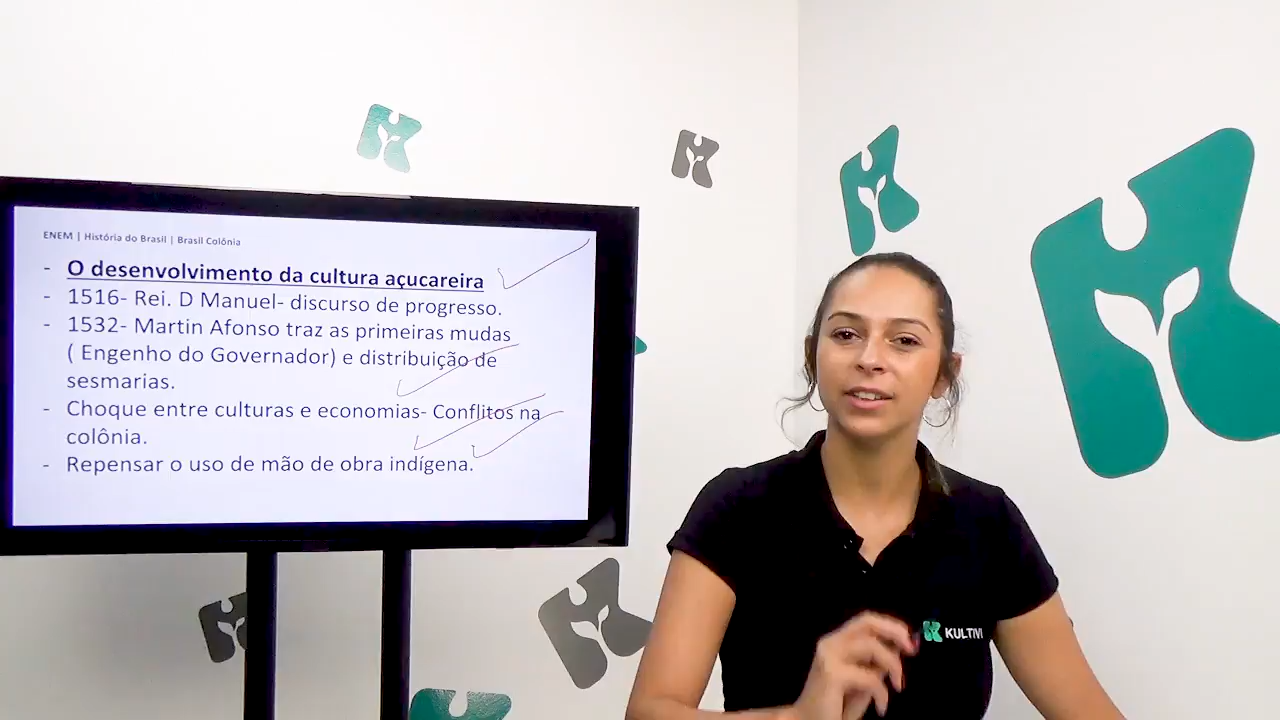 ENEM | História do Brasil | Brasil Colônia
- O desenvolvimento da cultura açucareira
- 1516- Rei. D Manuel- discurso de progresso.
- 1532- Martin Afonso traz as primeiras mudas
( Engenho do Governador) e distribuição de
sesmarias.
- Choque entre culturas e economias- Conflitos na
colônia.
- Repensar o uso de mão de obra indígena.
KULTIVI